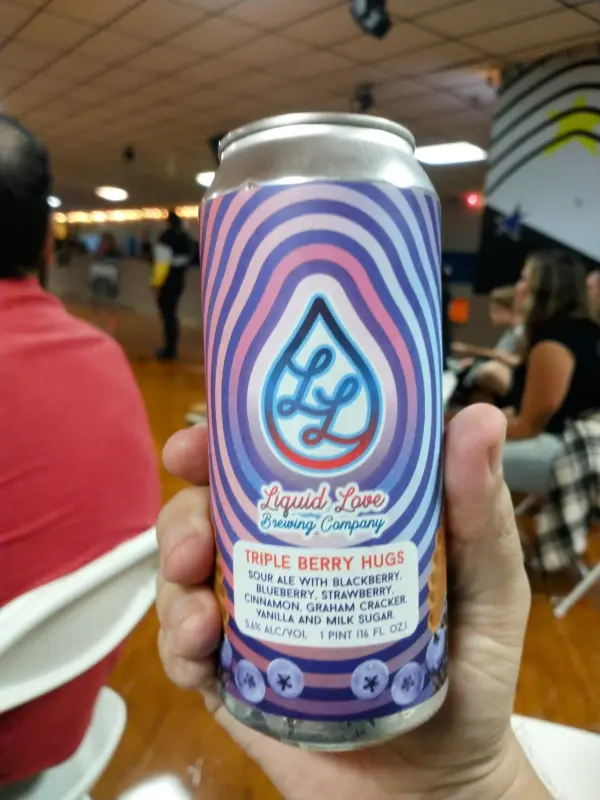 LL
Liquid Love
Brewing Company
TRIPLE BERRY HUGS
SOUR ALE WITH BLACKBERRY,
BLUEBERRY, STRAWBERRY,
CINNAMON, GRAHAM CRACKER,
VANILLA AND MILK SUGAR.
5.6% ALC/VOL 1 PINT (16 FL OZ.)